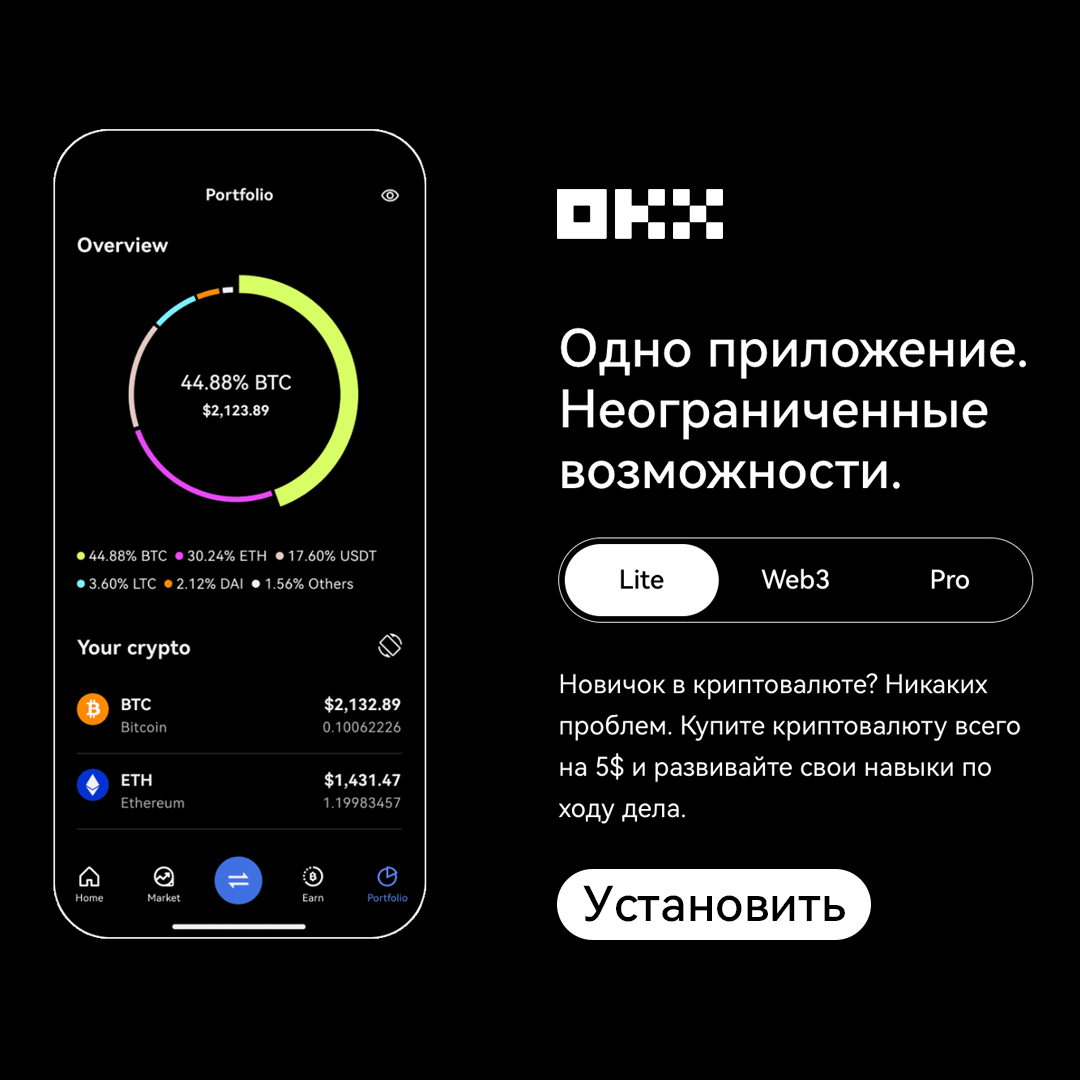 Portfolio
Overview
44.88% BTC
$2,123.89
44.88% BTC 30.24% ETH 17.60% USDT
3.60% LTC 2.12% DAI 1.56% Others
Your crypto
BTC $2,132.89
Bitcoin 0.10062226
ETH $1,431.47
Ethereum 1.19983457
Home Market Earn Portfolio
OKX
Одно приложение.
Неограниченные
возможности.
Lite Web3 Pro
Новичок в криптовалюте? Никаких
проблем. Купите криптовалюту всего
на 5$ и развивайте свои навыки по
ходу дела.
Установить